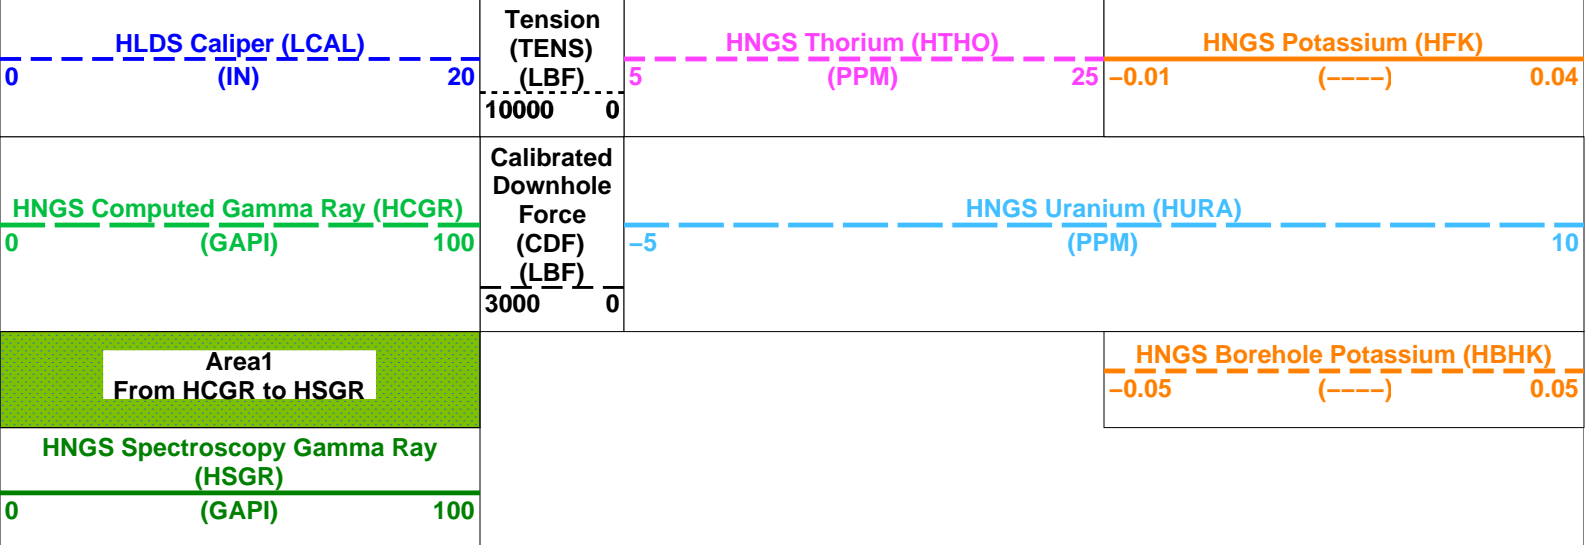 HLDS Caliper (LCAL)
0 (IN) 20
Tension
(TENS)
(LBF)
10000 0
HNGS Thorium (HTHO)
5 (PPM) 25
HNGS Potassium (HFK)
−0.01 (−−−−) 0.04
HNGS Computed Gamma Ray (HCGR)
0 (GAPI) 100
Calibrated
Downhole
Force
(CDF)
(LBF)
3000 0
HNGS Uranium (HURA)
−5 (PPM) 10
Area1
From HCGR to HSGR
HNGS Borehole Potassium (HBHK)
−0.05 (−−−−) 0.05
HNGS Spectroscopy Gamma Ray
(HSGR)
0 (GAPI) 100